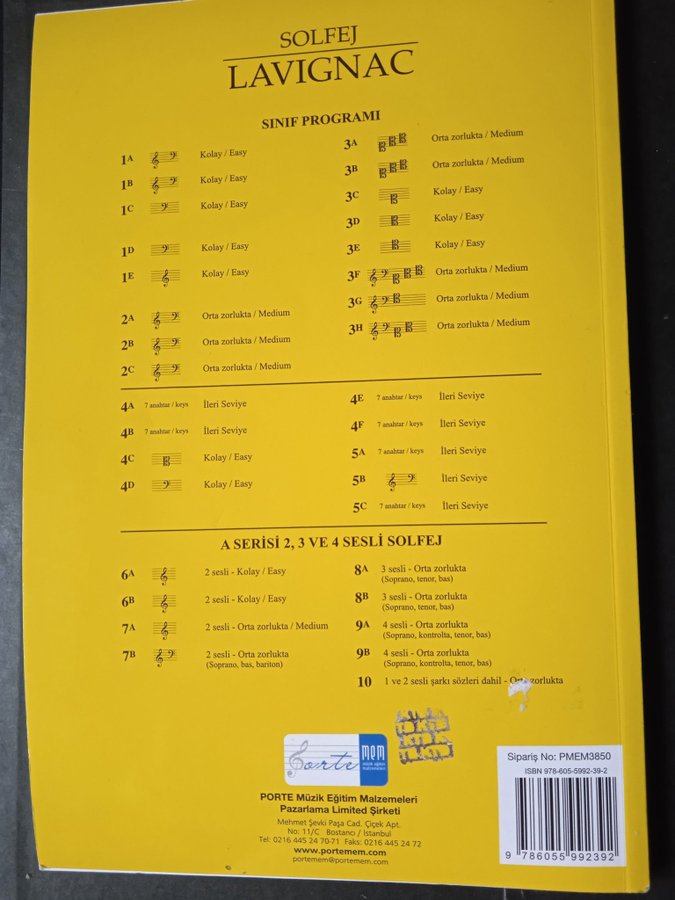 SOLFEJ
LAVIGNAC
SINIF PROGRAMI
1A Kolay / Easy
1B Kolay / Easy
1C Kolay / Easy
1D Kolay / Easy
1E Kolay / Easy
2A Orta zorlukta / Medium
2B Orta zorlukta / Medium
2C Orta zorlukta / Medium
3A Orta zorlukta / Medium
3B Orta zorlukta / Medium
3C Kolay / Easy
3D Kolay / Easy
3E Kolay / Easy
3F Orta zorlukta / Medium
3G Orta zorlukta / Medium
3H Orta zorlukta / Medium
4A 7 anahtar / keys İleri Seviye
4B 7 anahtar / keys İleri Seviye
4C Kolay / Easy
4D Kolay / Easy
4E 7 anahtar / keys İleri Seviye
4F 7 anahtar / keys İleri Seviye
5A 7 anahtar / keys İleri Seviye
5B İleri Seviye
5C 7 anahtar / keys İleri Seviye
A SERİSİ 2, 3 VE 4 SESLİ SOLFEJ
6A 2 sesli - Kolay / Easy
6B 2 sesli - Kolay / Easy
7A 2 sesli - Orta zorlukta / Medium
7B 2 sesli - Orta zorlukta
(Soprano, bas, bariton)
8A 3 sesli - Orta zorlukta
(Soprano, tenor, bas)
8B 3 sesli - Orta zorlukta
(Soprano, tenor, bas)
9A 4 sesli - Orta zorlukta
(Soprano, kontrolta, tenor, bas)
9B 4 sesli - Orta zorlukta
(Soprano, kontrolta, tenor, bas)
10 1 ve 2 sesli şarkı sözleri dahil - Orta zorlukta
Porte
mem
müzik eğitim
malzemeleri
PORTE Müzik Eğitim Malzemeleri
Pazarlama Limited Şirketi
Mehmet Şevki Paşa Cad. Çiçek Apt.
No: 11/C Bostancı / İstanbul
Tel: 0216 445 24 70-71 Faks: 0216 445 24 72
www.portemem.com
portemem@portemem.com
Sipariş No: PMEM3850
ISBN 978-605-5992-39-2
9 786055 992392